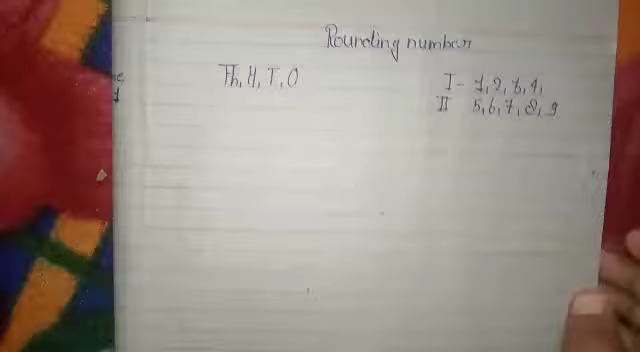 Rounding number
Th, H, T, O
I - 1, 2, 3, 4,
II 5, 6, 7, 8, 9